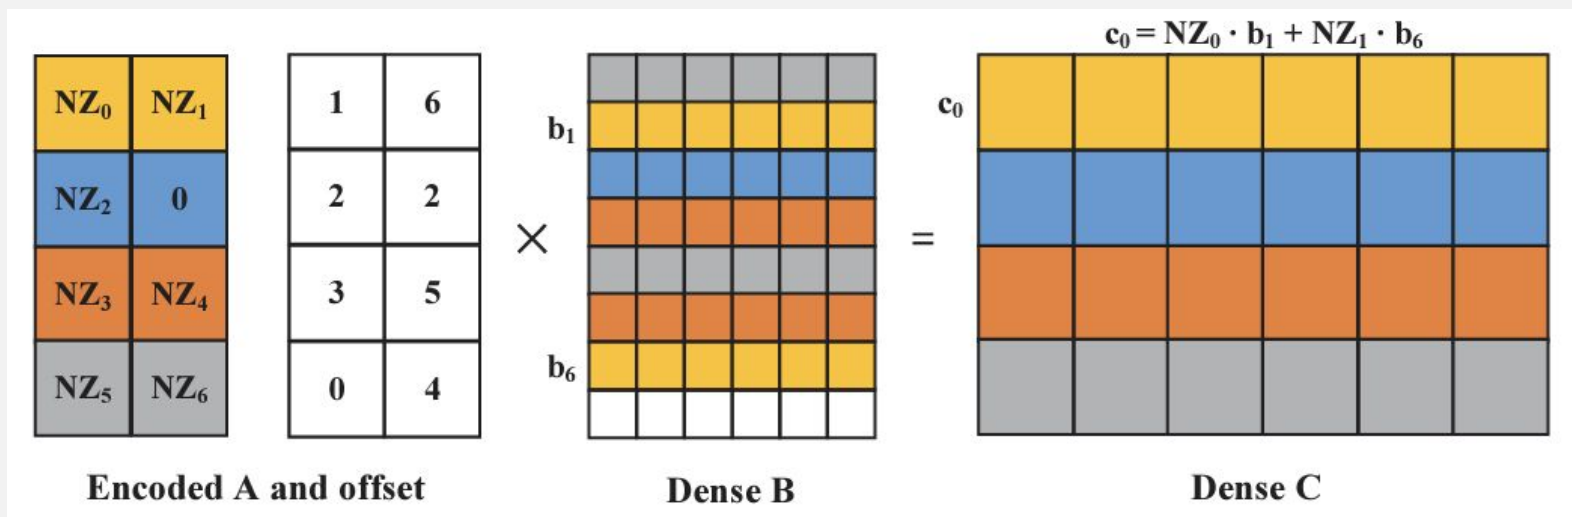 c₀ = NZ₀ · b₁ + NZ₁ · b₆
NZ₀ NZ₁ 1 6 b₁ c₀
NZ₂ 0 2 2
× =
NZ₃ NZ₄ 3 5
NZ₅ NZ₆ 0 4 b₆
Encoded A and offset Dense B Dense C